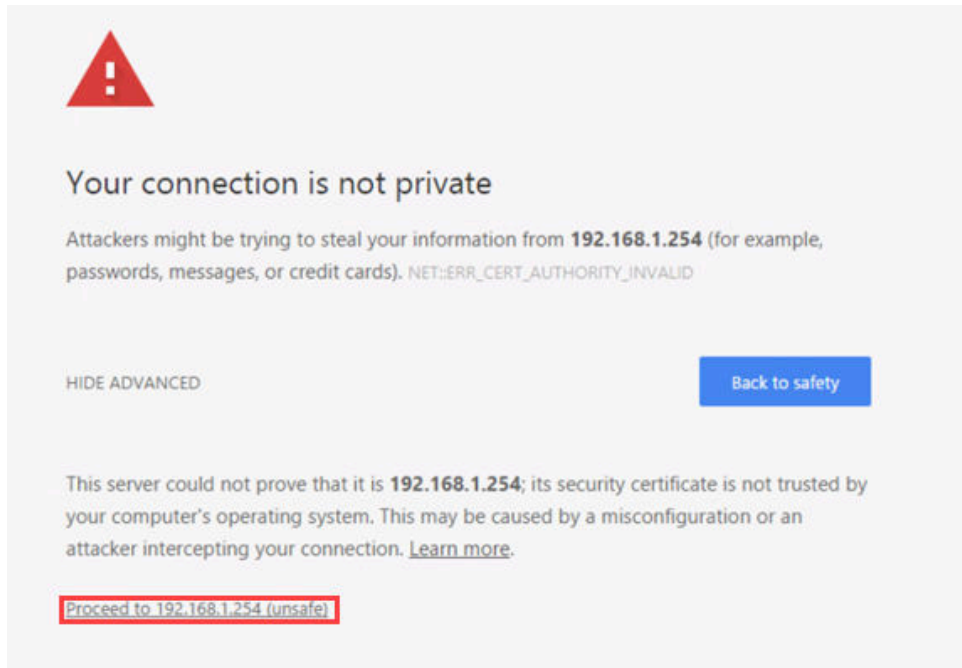 Your connection is not private
Attackers might be trying to steal your information from 192.168.1.254 (for example,
passwords, messages, or credit cards). NET::ERR_CERT_AUTHORITY_INVALID
HIDE ADVANCED
Back to safety
This server could not prove that it is 192.168.1.254; its security certificate is not trusted by
your computer's operating system. This may be caused by a misconfiguration or an
attacker intercepting your connection. Learn more.
Proceed to 192.168.1.254 (unsafe)